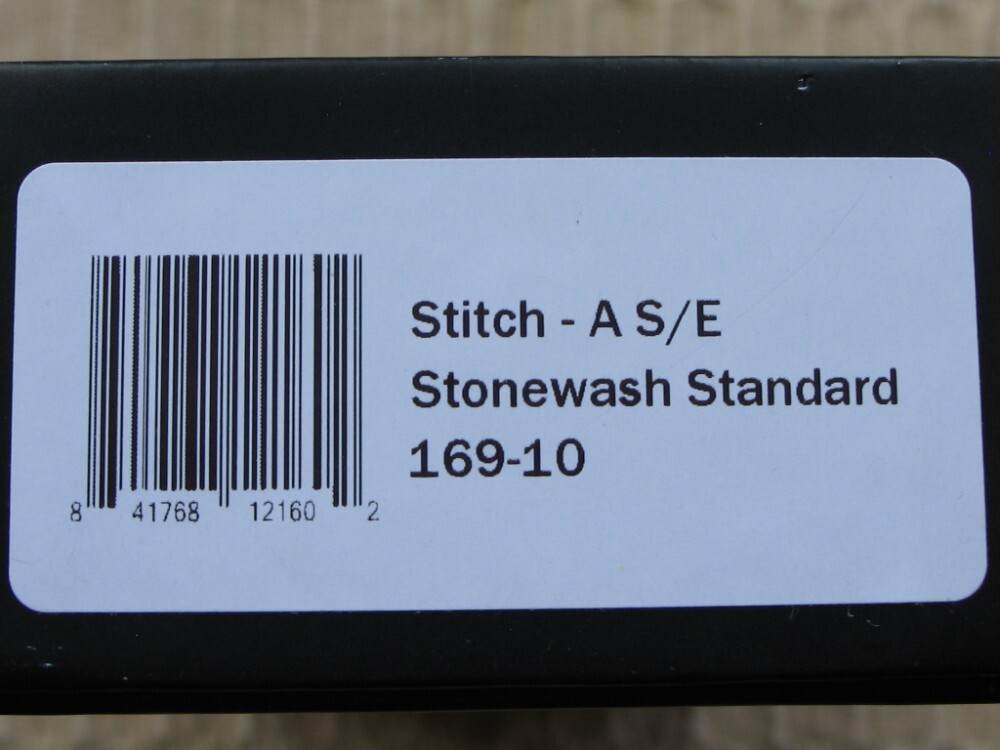 Stitch - A S/E
Stonewash Standard
169-10
8 41768 12160 2